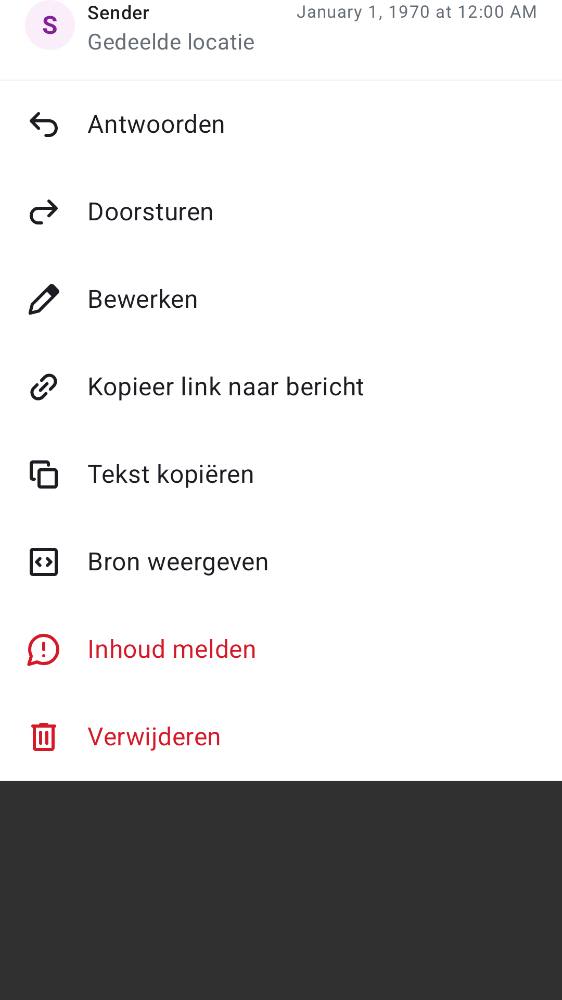 S
Sender
January 1, 1970 at 12:00 AM
Gedeelde locatie
Antwoorden
Doorsturen
Bewerken
Kopieer link naar bericht
Tekst kopiëren
Bron weergeven
Inhoud melden
Verwijderen